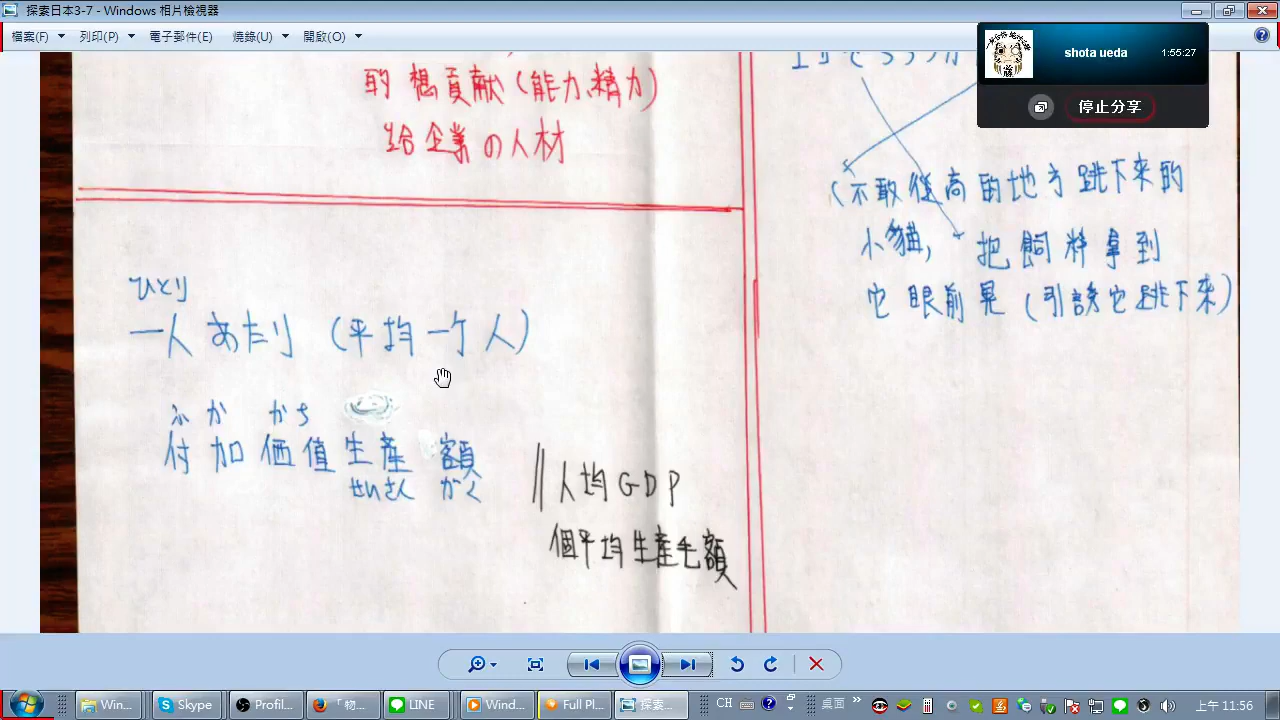 探索日本3-7 - Windows 相片檢視器
檔案(F) 列印(P) 電子郵件(E) 燒錄(U) 開啟(O)
shota ueda 1:55:27
停止分享
的想貢献(能力、精力)
給企業の人材
ひとり
一人あたり(平均一个人)
ふか かち
付加価値生産額
せいさん がく
||人均GDP
個平均生產毛額
(不敢從高的地方跳下來的
小貓, 把飼料拿到
它眼前晃(引誘它跳下來)
Win... Skype Profil... 「物... LINE Wind... Full Pl... 探索... CH 桌面 上午 11:56